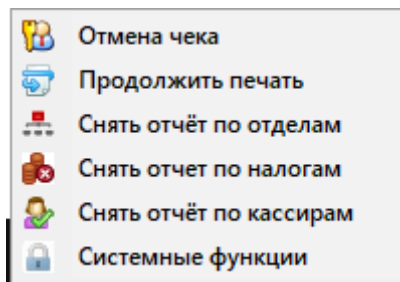 Отмена чека
Продолжить печать
Снять отчёт по отделам
Снять отчет по налогам
Снять отчёт по кассирам
Системные функции